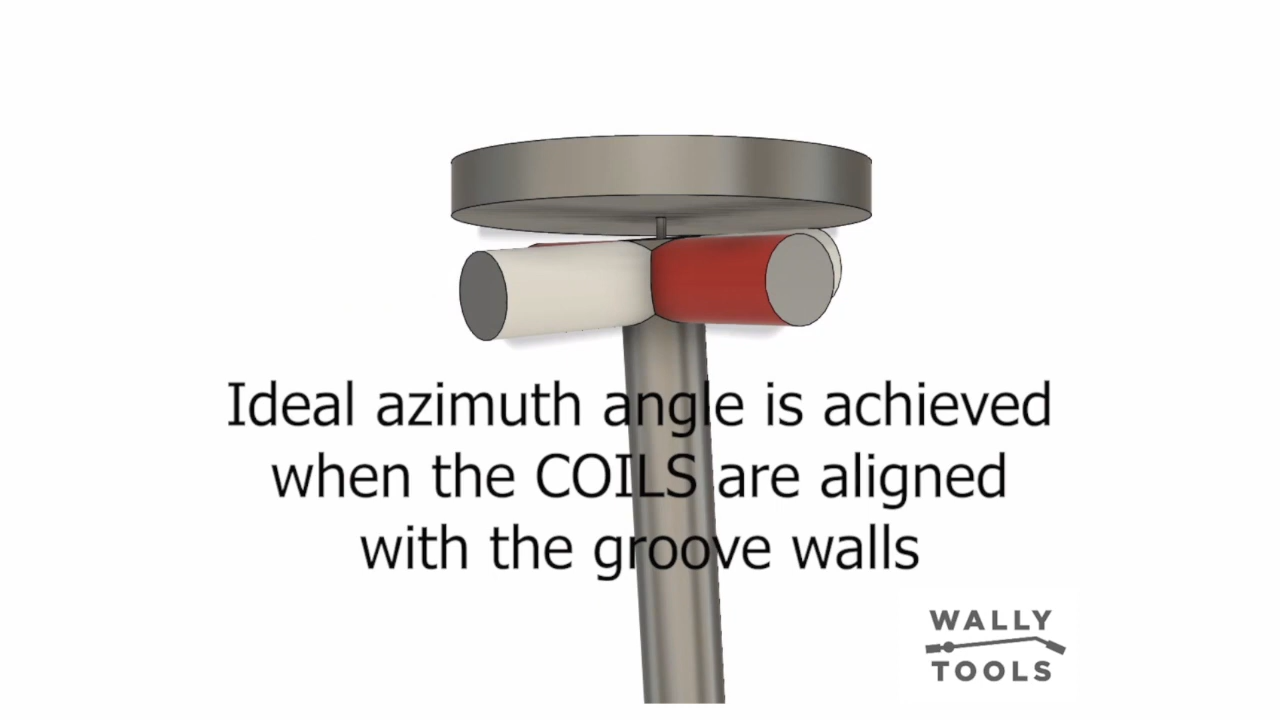 Ideal azimuth angle is achieved
when the COILS are aligned
with the groove walls
WALLY
TOOLS